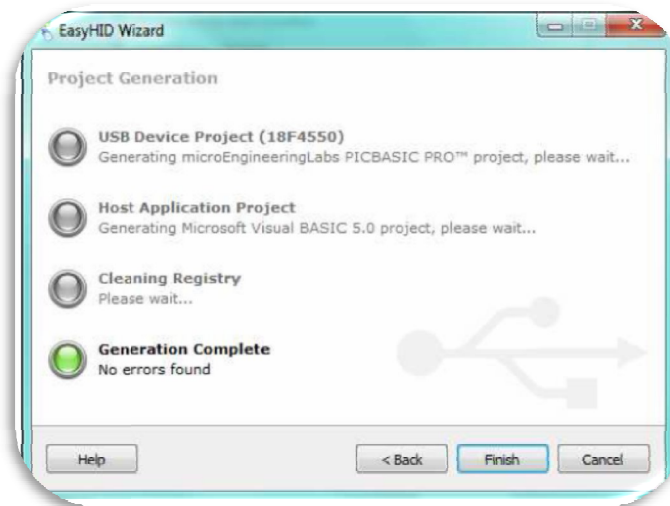 EasyHID Wizard
Project Generation
USB Device Project (18F4550)
Generating microEngineeringLabs PICBASIC PRO™ project, please wait...
Host Application Project
Generating Microsoft Visual BASIC 5.0 project, please wait...
Cleaning Registry
Please wait...
Generation Complete
No errors found
Help
< Back
Finish
Cancel